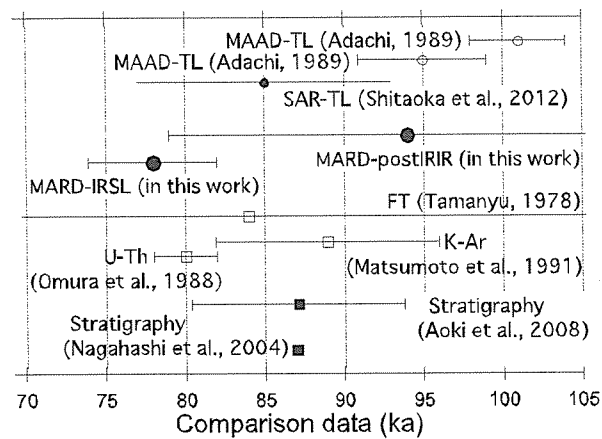 MAAD-TL (Adachi, 1989)
MAAD-TL (Adachi, 1989)
SAR-TL (Shitaoka et al., 2012)
MARD-postIRIR (in this work)
MARD-IRSL (in this work)
FT (Tamanyu, 1978)
U-Th
(Omura et al., 1988)
K-Ar
(Matsumoto et al., 1991)
Stratigraphy
(Aoki et al., 2008)
Stratigraphy
(Nagahashi et al., 2004)
70 75 80 85 90 95 100 105
Comparison data (ka)